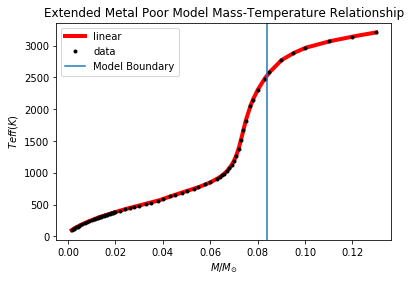 Extended Metal Poor Model Mass-Temperature Relationship
linear
data
Model Boundary
3000
2500
2000
1500
1000
500
0
Teff(K)
0.00 0.02 0.04 0.06 0.08 0.10 0.12
M/M⊙